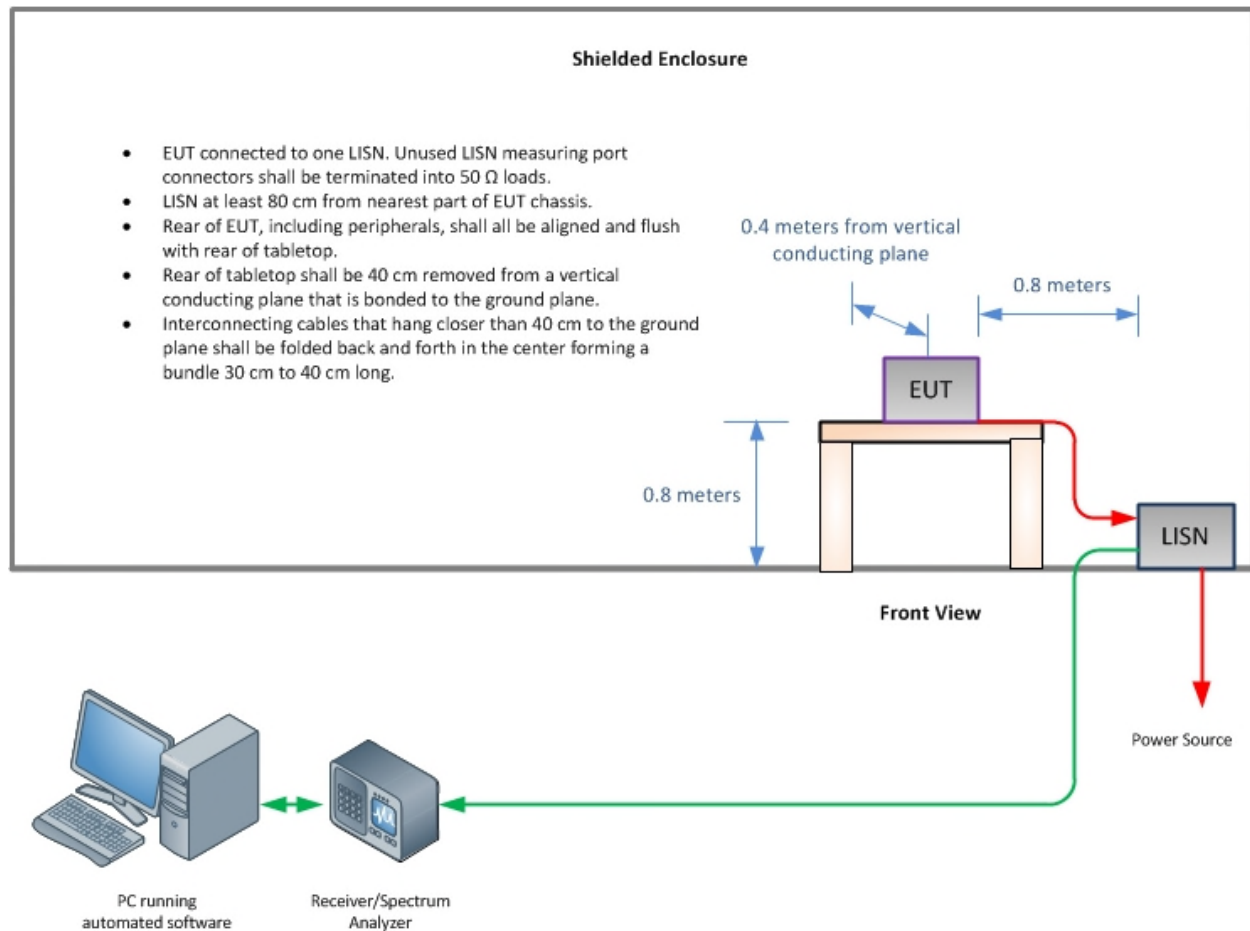 Shielded Enclosure
• EUT connected to one LISN. Unused LISN measuring port
connectors shall be terminated into 50 Ω loads.
• LISN at least 80 cm from nearest part of EUT chassis.
• Rear of EUT, including peripherals, shall all be aligned and flush
with rear of tabletop.
• Rear of tabletop shall be 40 cm removed from a vertical
conducting plane that is bonded to the ground plane.
• Interconnecting cables that hang closer than 40 cm to the ground
plane shall be folded back and forth in the center forming a
bundle 30 cm to 40 cm long.
0.4 meters from vertical
conducting plane
0.8 meters
EUT
0.8 meters
LISN
Front View
Power Source
PC running
automated software
Receiver/Spectrum
Analyzer